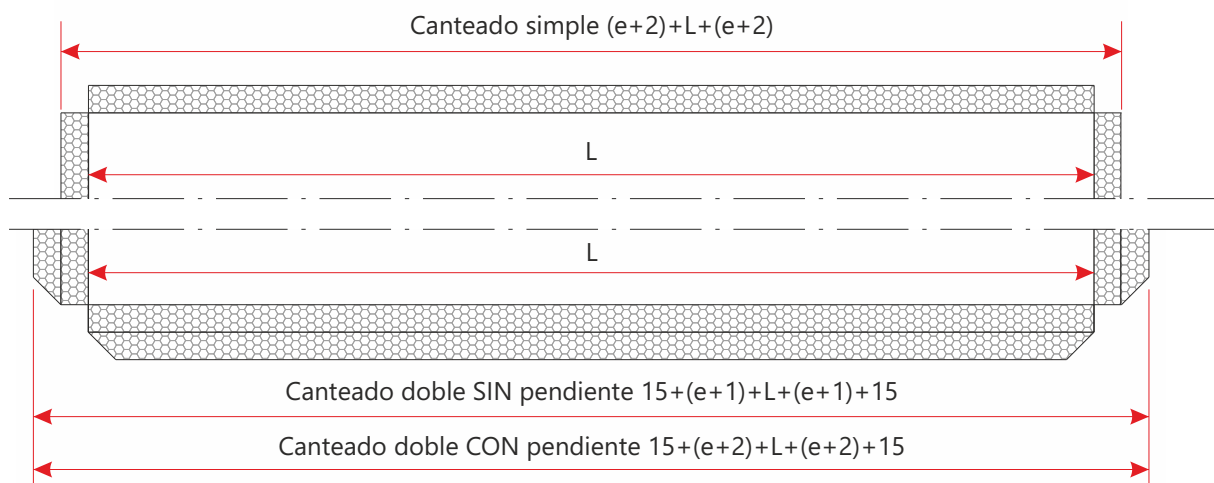 Canteado simple (e+2)+L+(e+2)
L
L
Canteado doble SIN pendiente 15+(e+1)+L+(e+1)+15
Canteado doble CON pendiente 15+(e+2)+L+(e+2)+15